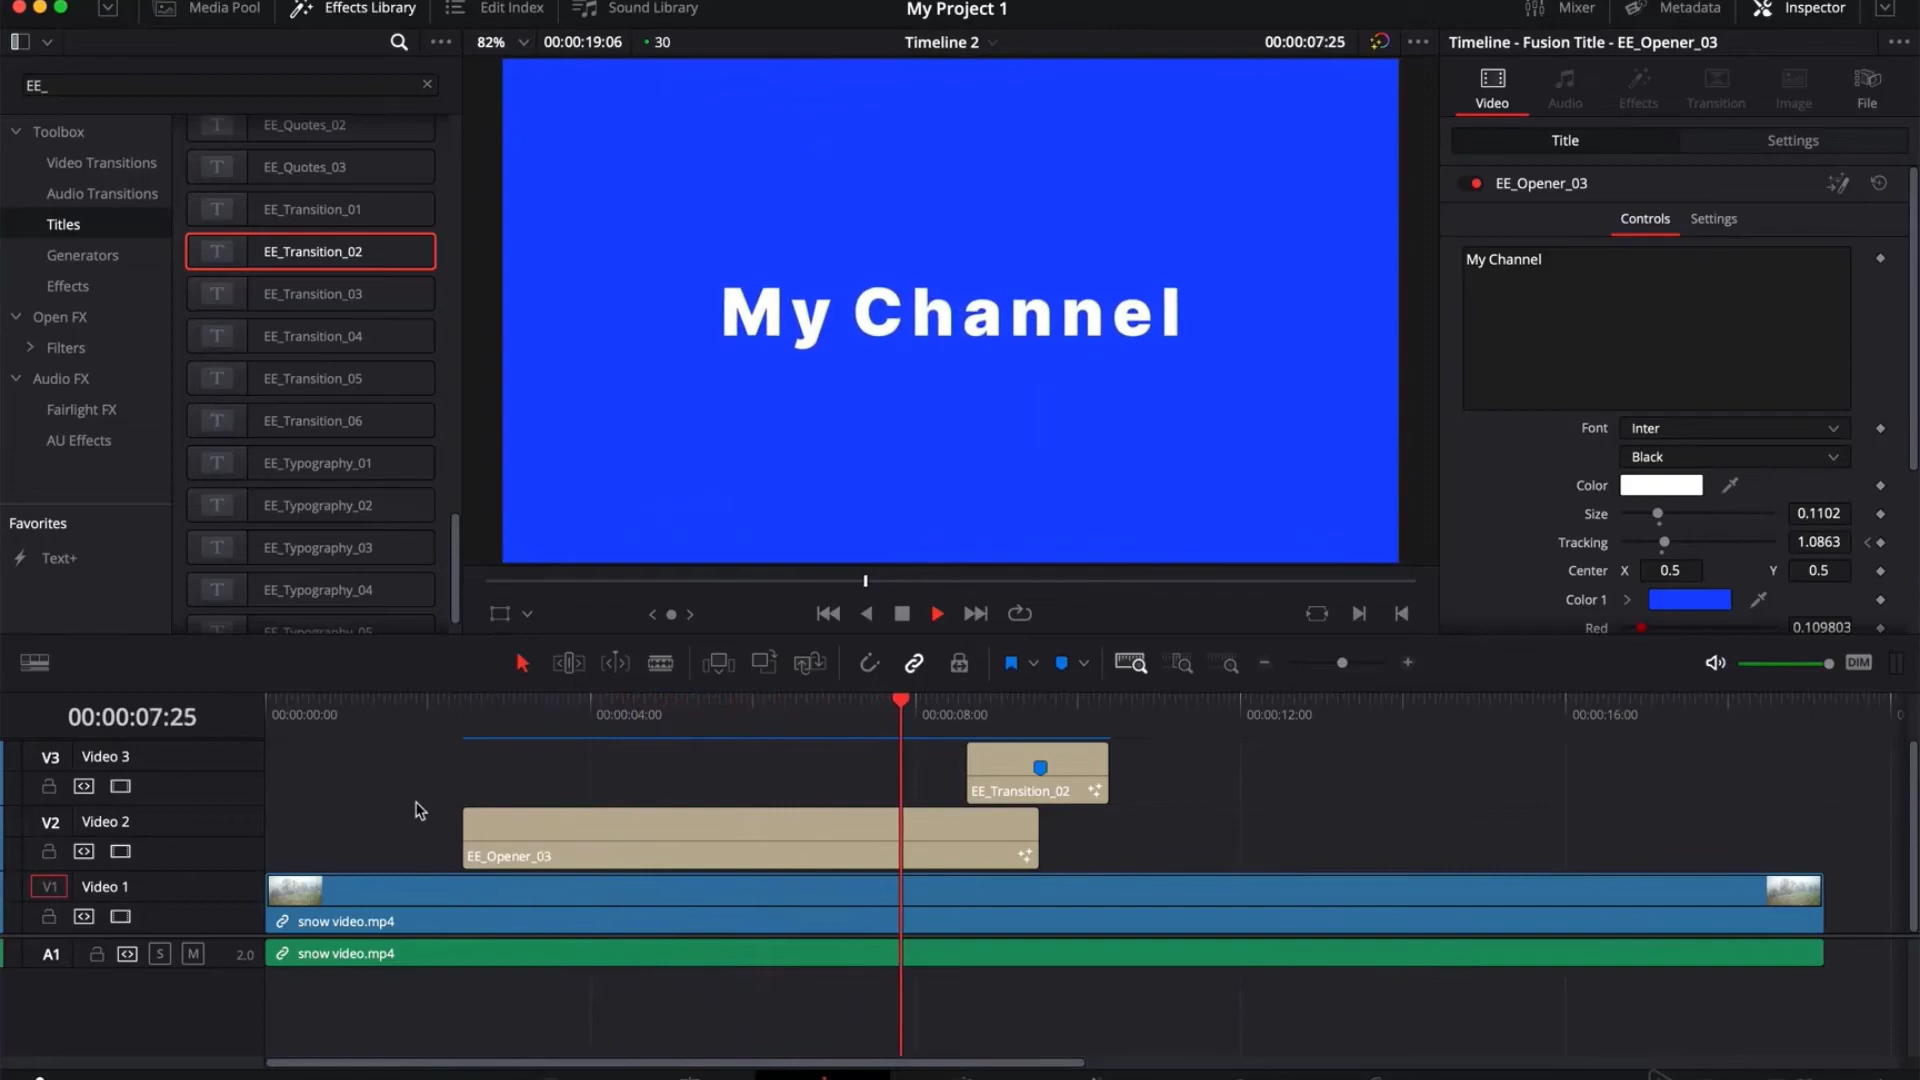 Media Pool
Effects Library
Edit Index
Sound Library
My Project 1
Mixer
Metadata
Inspector
82%
00:00:19:06
30
Timeline 2
00:00:07:25
Timeline - Fusion Title - EE_Opener_03
EE_
Video
Audio
Effects
Transition
Image
File
Title
Settings
Toolbox
Video Transitions
Audio Transitions
Titles
Generators
Effects
Open FX
Filters
Audio FX
Fairlight FX
AU Effects
Favorites
Text+
T EE_Quotes_02
T EE_Quotes_03
T EE_Transition_01
T EE_Transition_02
T EE_Transition_03
T EE_Transition_04
T EE_Transition_05
T EE_Transition_06
T EE_Typography_01
T EE_Typography_02
T EE_Typography_03
T EE_Typography_04
EE_Typography_05
My Channel
EE_Opener_03
Controls
Settings
My Channel
Font
Inter
Black
Color
Size
0.1102
Tracking
1.0863
Center X 0.5 Y 0.5
Color 1
Red
0.109803
DIM
00:00:07:25
00:00:00:00
00:00:04:00
00:00:08:00
00:00:12:00
00:00:16:00
V3 Video 3
EE_Transition_02
V2 Video 2
EE_Opener_03
V1 Video 1
snow video.mp4
A1 S M 2.0
snow video.mp4